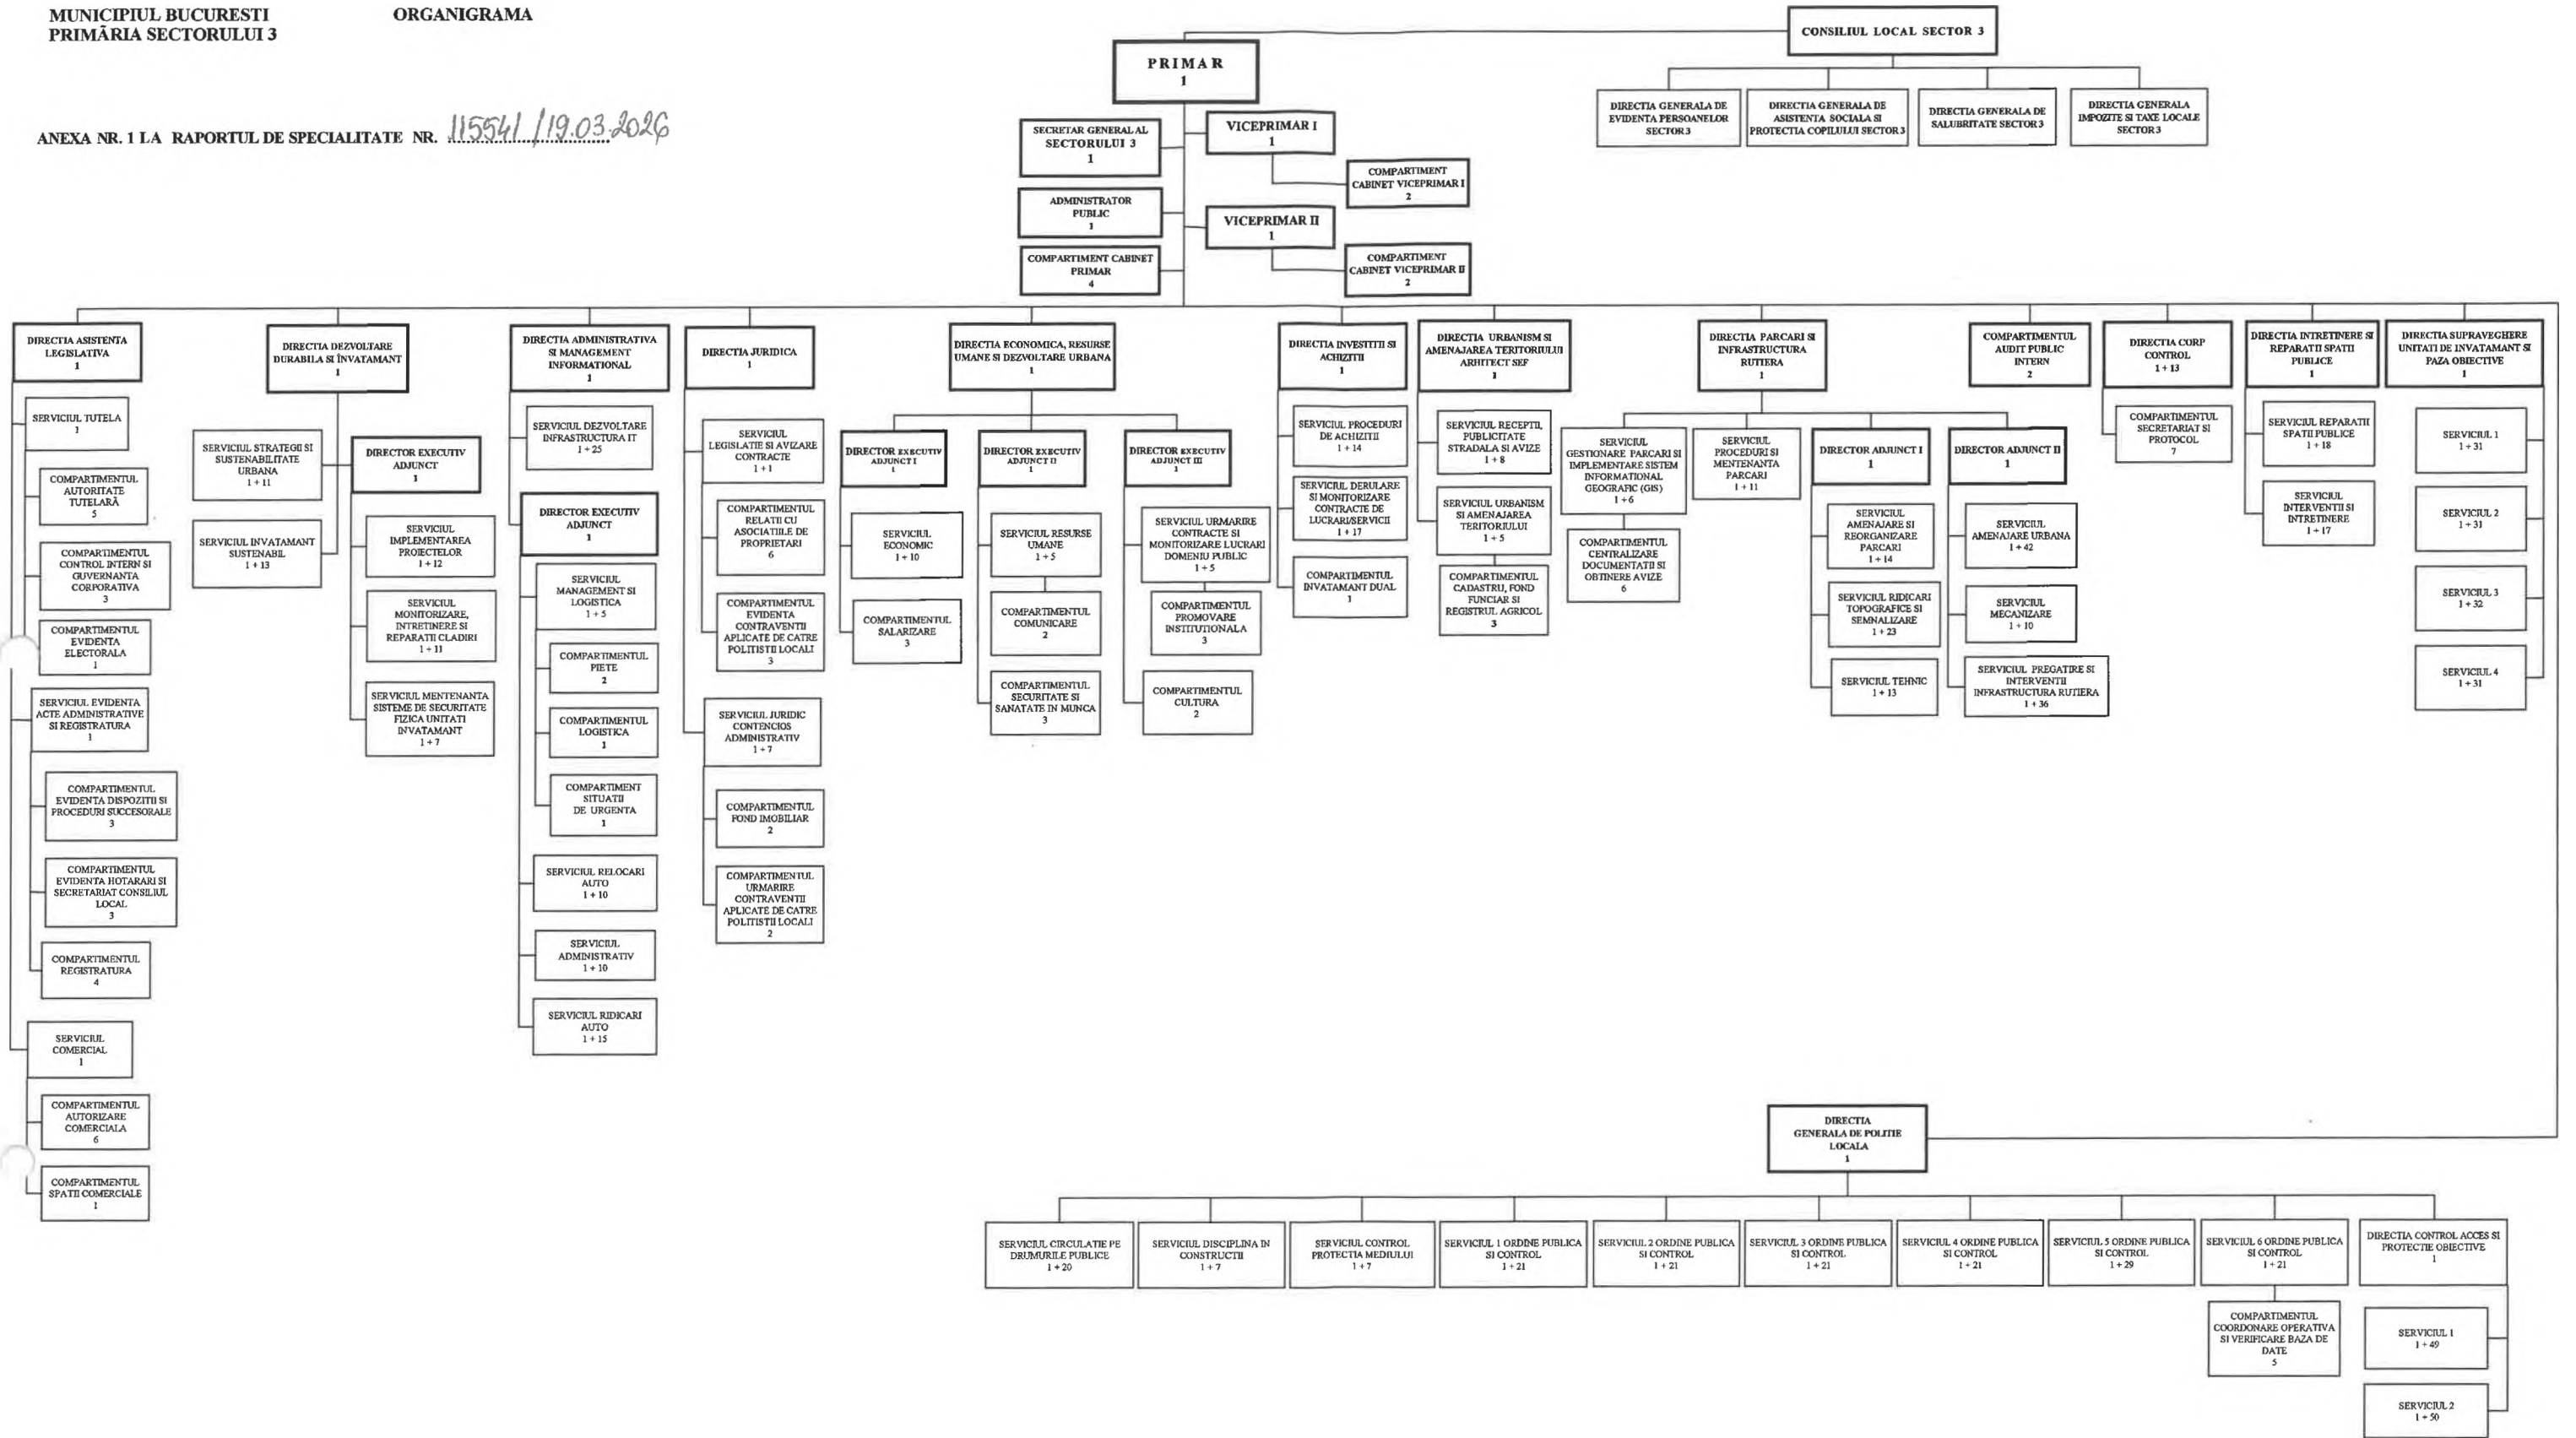 MUNICIPIUL BUCURESTI
PRIMĂRIA SECTORULUI 3
ORGANIGRAMA
ANEXA NR. 1 LA RAPORTUL DE SPECIALITATE NR. 115541/19.03.2026
CONSILIUL LOCAL SECTOR 3
PRIMAR
1
DIRECTIA GENERALA DE
EVIDENTA PERSOANELOR
SECTOR 3
DIRECTIA GENERALA DE
ASISTENTA SOCIALA SI
PROTECTIA COPILULUI SECTOR 3
DIRECTIA GENERALA DE
SALUBRITATE SECTOR 3
DIRECTIA GENERALA
IMPOZITE SI TAXE LOCALE
SECTOR 3
SECRETAR GENERAL AL
SECTORULUI 3
1
VICEPRIMAR I
1
COMPARTIMENT
CABINET VICEPRIMAR I
2
ADMINISTRATOR
PUBLIC
1
VICEPRIMAR II
1
COMPARTIMENT CABINET
PRIMAR
4
COMPARTIMENT
CABINET VICEPRIMAR II
2
DIRECTIA ASISTENTA
LEGISLATIVA
1
SERVICIUL TUTELA
1
COMPARTIMENTUL
AUTORITATE
TUTELARĂ
5
COMPARTIMENTUL
CONTROL INTERN SI
GUVERNANTA
CORPORATIVA
3
COMPARTIMENTUL
EVIDENTA
ELECTORALA
1
SERVICIUL EVIDENTA
ACTE ADMINISTRATIVE
SI REGISTRATURA
1
COMPARTIMENTUL
EVIDENTA DISPOZITII SI
PROCEDURI SUCCESORALE
3
COMPARTIMENTUL
EVIDENTA HOTARARI SI
SECRETARIAT CONSILIUL
LOCAL
3
COMPARTIMENTUL
REGISTRATURA
4
SERVICIUL
COMERCIAL
1
COMPARTIMENTUL
AUTORIZARE
COMERCIALA
6
COMPARTIMENTUL
SPATII COMERCIALE
1
DIRECTIA DEZVOLTARE
DURABILA SI ÎNVATAMANT
1
SERVICIUL STRATEGII SI
SUSTENABILITATE
URBANA
1 + 11
SERVICIUL INVATAMANT
SUSTENABIL
1 + 13
DIRECTOR EXECUTIV
ADJUNCT
1
SERVICIUL
IMPLEMENTAREA
PROIECTELOR
1 + 12
SERVICIUL
MONITORIZARE,
INTRETINERE SI
REPARATII CLADIRI
1 + 11
SERVICIUL MENTENANTA
SISTEME DE SECURITATE
FIZICA UNITATI
INVATAMANT
1 + 7
DIRECTIA ADMINISTRATIVA
SI MANAGEMENT
INFORMATIONAL
1
SERVICIUL DEZVOLTARE
INFRASTRUCTURA IT
1 + 25
DIRECTOR EXECUTIV
ADJUNCT
1
SERVICIUL
MANAGEMENT SI
LOGISTICA
1 + 5
COMPARTIMENTUL
PIETE
2
COMPARTIMENTUL
LOGISTICA
1
COMPARTIMENT
SITUATII
DE URGENTA
1
SERVICIUL RELOCARI
AUTO
1 + 10
SERVICIUL
ADMINISTRATIV
1 + 10
SERVICIUL RIDICARI
AUTO
1 + 15
DIRECTIA JURIDICA
1
SERVICIUL
LEGISLATIE SI AVIZARE
CONTRACTE
1 + 1
COMPARTIMENTUL
RELATII CU
ASOCIATIILE DE
PROPRIETARI
6
COMPARTIMENTUL
EVIDENTA
CONTRAVENTII
APLICATE DE CATRE
POLITISTII LOCALI
3
SERVICIUL JURIDIC
CONTENCIOS
ADMINISTRATIV
1 + 7
COMPARTIMENTUL
FOND IMOBILIAR
2
COMPARTIMENTUL
URMARIRE
CONTRAVENTII
APLICATE DE CATRE
POLITISTII LOCALI
2
DIRECTIA ECONOMICA, RESURSE
UMANE SI DEZVOLTARE URBANA
1
DIRECTOR EXECUTIV
ADJUNCT I
1
SERVICIUL
ECONOMIC
1 + 10
COMPARTIMENTUL
SALARIZARE
3
DIRECTOR EXECUTIV
ADJUNCT II
1
SERVICIUL RESURSE
UMANE
1 + 5
COMPARTIMENTUL
COMUNICARE
2
COMPARTIMENTUL
SECURITATE SI
SANATATE IN MUNCA
3
DIRECTOR EXECUTIV
ADJUNCT III
1
SERVICIUL URMARIRE
CONTRACTE SI
MONITORIZARE LUCRARI
DOMENIU PUBLIC
1 + 5
COMPARTIMENTUL
PROMOVARE
INSTITUTIONALA
3
COMPARTIMENTUL
CULTURA
2
DIRECTIA INVESTITII SI
ACHIZITII
1
SERVICIUL PROCEDURI
DE ACHIZITII
1 + 14
SERVICIUL DERULARE
SI MONITORIZARE
CONTRACTE DE
LUCRARI/SERVICII
1 + 17
COMPARTIMENTUL
INVATAMANT DUAL
1
DIRECTIA URBANISM SI
AMENAJAREA TERITORIULUI
ARHITECT SEF
1
SERVICIUL RECEPTII,
PUBLICITATE
STRADALA SI AVIZE
1 + 8
SERVICIUL URBANISM
SI AMENAJAREA
TERITORIULUI
1 + 5
COMPARTIMENTUL
CADASTRU, FOND
FUNCIAR SI
REGISTRUL AGRICOL
3
DIRECTIA PARCARI SI
INFRASTRUCTURA
RUTIERA
1
SERVICIUL
GESTIONARE PARCARI SI
IMPLEMENTARE SISTEM
INFORMATIONAL
GEOGRAFIC (GIS)
1 + 6
COMPARTIMENTUL
CENTRALIZARE
DOCUMENTATII SI
OBTINERE AVIZE
6
SERVICIUL
PROCEDURI SI
MENTENANTA
PARCARI
1 + 11
DIRECTOR ADJUNCT I
1
SERVICIUL
AMENAJARE SI
REORGANIZARE
PARCARI
1 + 14
SERVICIUL RIDICARI
TOPOGRAFICE SI
SEMNALIZARE
1 + 23
SERVICIUL TEHNIC
1 + 13
DIRECTOR ADJUNCT II
1
SERVICIUL
AMENAJARE URBANA
1 + 42
SERVICIUL
MECANIZARE
1 + 10
SERVICIUL PREGATIRE SI
INTERVENTII
INFRASTRUCTURA RUTIERA
1 + 36
COMPARTIMENTUL
AUDIT PUBLIC
INTERN
2
DIRECTIA CORP
CONTROL
1 + 13
COMPARTIMENTUL
SECRETARIAT SI
PROTOCOL
7
DIRECTIA INTRETINERE SI
REPARATII SPATII
PUBLICE
1
SERVICIUL REPARATII
SPATII PUBLICE
1 + 18
SERVICIUL
INTERVENTII SI
INTRETINERE
1 + 17
DIRECTIA SUPRAVEGHERE
UNITATI DE INVATAMANT SI
PAZA OBIECTIVE
1
SERVICIUL 1
1 + 31
SERVICIUL 2
1 + 31
SERVICIUL 3
1 + 32
SERVICIUL 4
1 + 31
DIRECTIA
GENERALA DE POLITIE
LOCALA
1
SERVICIUL CIRCULATIE PE
DRUMURILE PUBLICE
1 + 20
SERVICIUL DISCIPLINA IN
CONSTRUCTII
1 + 7
SERVICIUL CONTROL
PROTECTIA MEDIULUI
1 + 7
SERVICIUL 1 ORDINE PUBLICA
SI CONTROL
1 + 21
SERVICIUL 2 ORDINE PUBLICA
SI CONTROL
1 + 21
SERVICIUL 3 ORDINE PUBLICA
SI CONTROL
1 + 21
SERVICIUL 4 ORDINE PUBLICA
SI CONTROL
1 + 21
SERVICIUL 5 ORDINE PUBLICA
SI CONTROL
1 + 29
SERVICIUL 6 ORDINE PUBLICA
SI CONTROL
1 + 21
COMPARTIMENTUL
COORDONARE OPERATIVA
SI VERIFICARE BAZA DE
DATE
5
DIRECTIA CONTROL ACCES SI
PROTECTIE OBIECTIVE
1
SERVICIUL 1
1 + 49
SERVICIUL 2
1 + 50